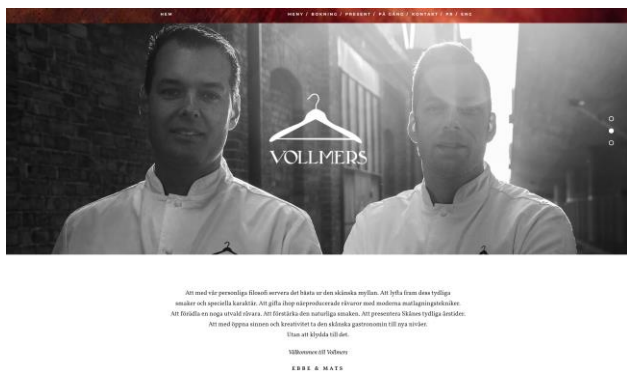 HEM
MENY / BOKNING / PRESENT / PÅ GÅNG / KONTAKT / PR / ENG
VOLLMERS
Att med vår personliga filosofi servera det bästa ur den skånska myllan. Att lyfta fram dess tydliga
smaker och speciella karaktär. Att gifta ihop närproducerade råvaror med moderna matlagningstekniker.
Att förädla en noga utvald råvara. Att förstärka den naturliga smaken. Att presentera Skånes tydliga årstider.
Att med öppna sinnen och kreativitet ta den skånska gastronomin till nya nivåer.
Utan att slösa till det.
Välkommen till Vollmers
EBBE & MATS